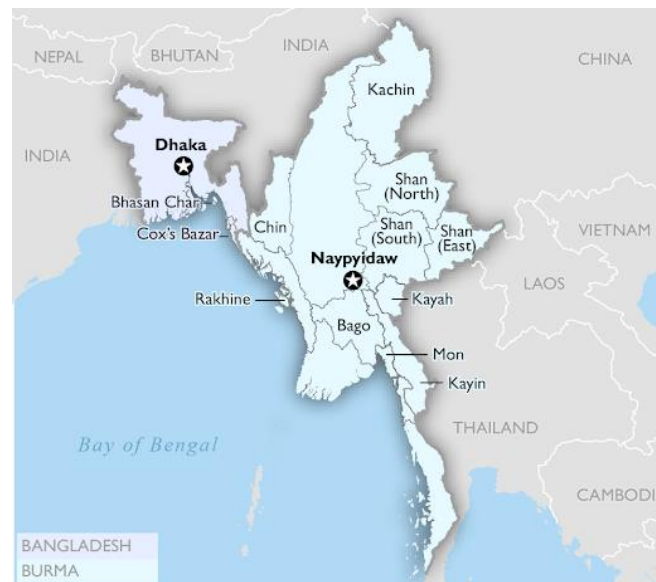 INDIA
CHINA
NEPAL
BHUTAN
Kachin
Dhaka
INDIA
Shan
(North)
Bhasan Char
Chin
Shan
(South)
Shan
(East)
VIETNAM
Cox's Bazar
Naypyidaw
LAOS
Rakhine
Kayah
Bago
Mon
Kayin
THAILAND
Bay of Bengal
CAMBODI
BANGLADESH
BURMA